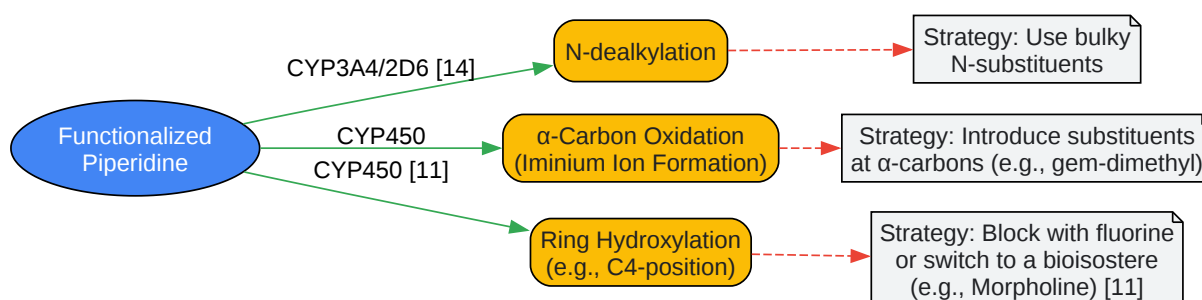 Functionalized
Piperidine
CYP3A4/2D6 [14]
N-dealkylation
Strategy: Use bulky
N-substituents
CYP450
α-Carbon Oxidation
(Iminium Ion Formation)
Strategy: Introduce substituents
at α-carbons (e.g., gem-dimethyl)
CYP450 [11]
Ring Hydroxylation
(e.g., C4-position)
Strategy: Block with fluorine
or switch to a bioisostere
(e.g., Morpholine) [11]